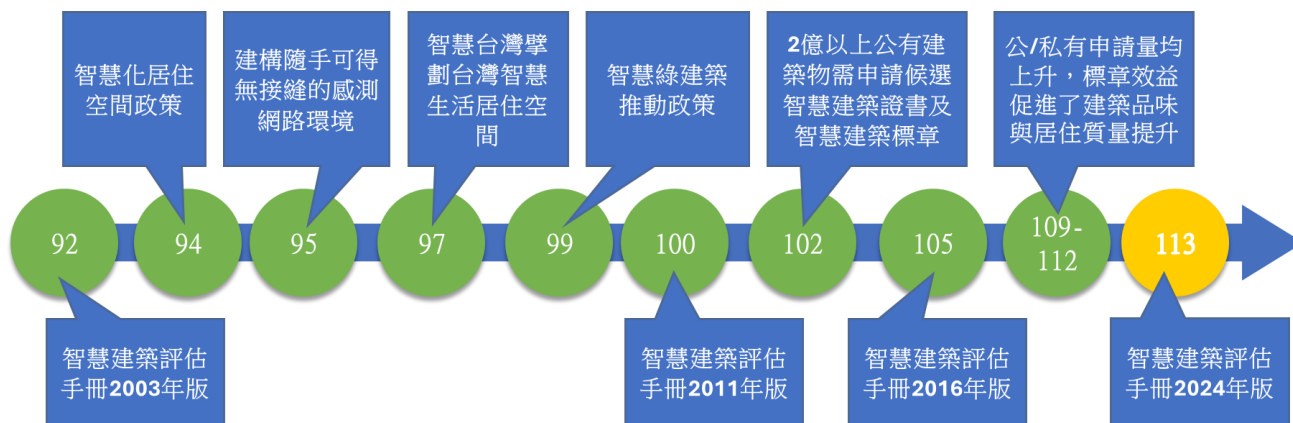 智慧化居住
空間政策
建構隨手可得
無接縫的感測
網路環境
智慧台灣擘
劃台灣智慧
生活居住空
間
智慧綠建築
推動政策
2億以上公有建
築物需申請候選
智慧建築證書及
智慧建築標章
公/私有申請量均
上升，標章效益
促進了建築品味
與居住質量提升
92
94
95
97
99
100
102
105
109-
112
113
智慧建築評估
手冊2003年版
智慧建築評估
手冊2011年版
智慧建築評估
手冊2016年版
智慧建築評估
手冊2024年版